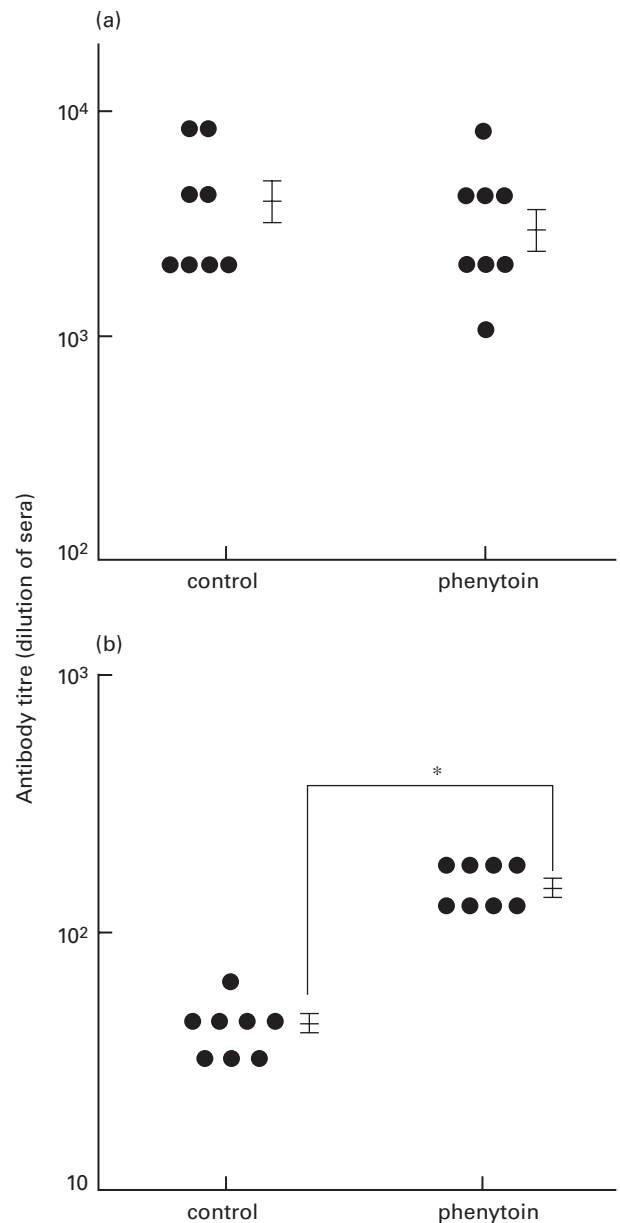 (a)
10⁴
10³
10²
control phenytoin
Antibody titre (dilution of sera)
(b)
10³
*
10²
10
control phenytoin